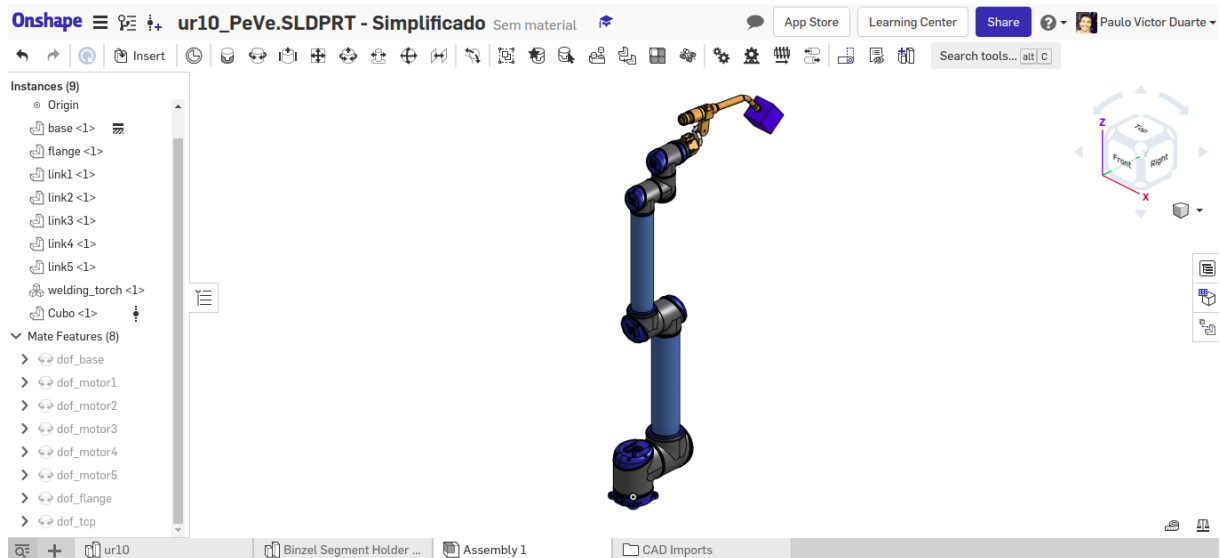 Onshape ur10_PeVe.SLDPRT - Simplificado Sem material App Store Learning Center Share Paulo Victor Duarte
Insert Search tools... alt C
Instances (9)
Origin
base <1>
flange <1>
link1 <1>
link2 <1>
link3 <1>
link4 <1>
link5 <1>
welding_torch <1>
Cubo <1>
Mate Features (8)
dof_base
dof_motor1
dof_motor2
dof_motor3
dof_motor4
dof_motor5
dof_flange
dof_tcp
Z
Top
Front
Y
Right
X
ur10 Binzel Segment Holder ... Assembly 1 CAD Imports